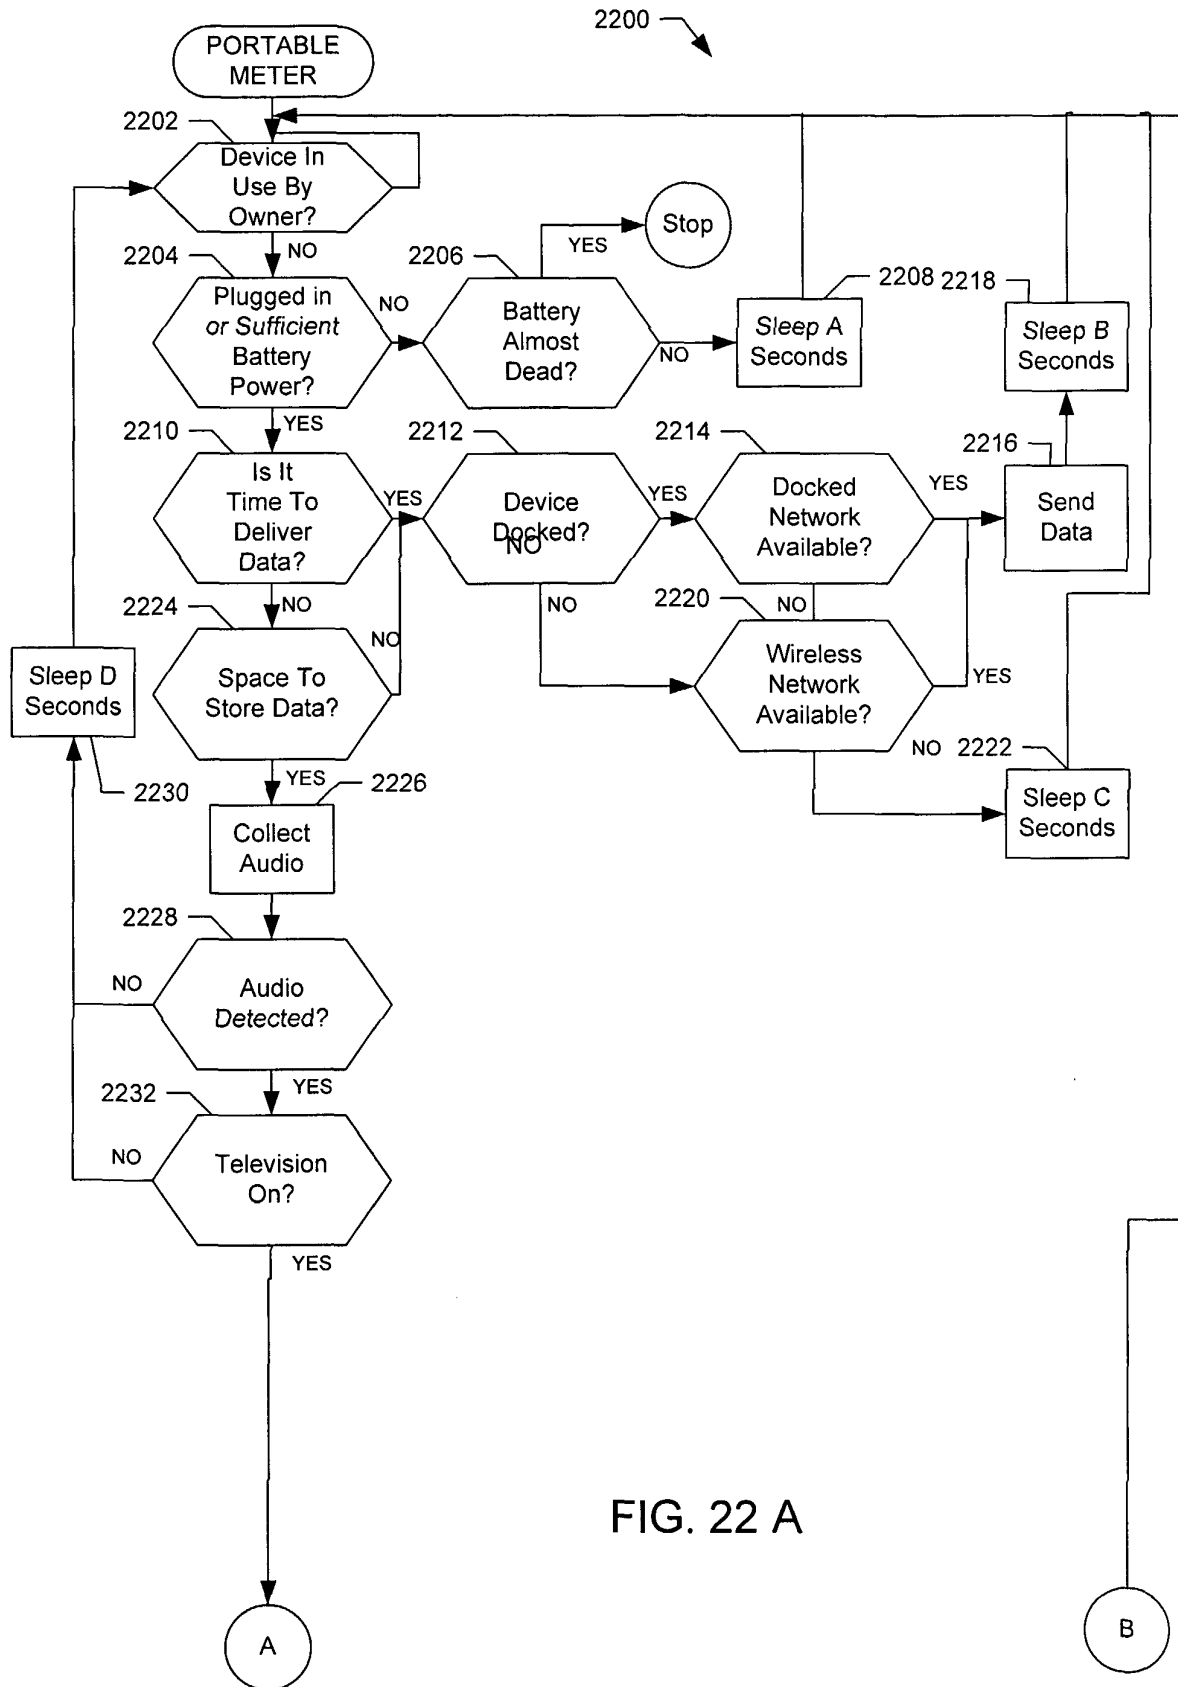 2200
PORTABLE
METER
2202
Device In
Use By
Owner?
NO
2204
Plugged in
or Sufficient
Battery
Power?
NO
YES
2206
Battery
Almost
Dead?
YES
Stop
NO
2208
Sleep A
Seconds
2218
Sleep B
Seconds
2210
Is It
Time To
Deliver
Data?
YES
NO
2212
Device
Docked?
NO
YES
NO
2214
Docked
Network
Available?
YES
NO
2216
Send
Data
2220
Wireless
Network
Available?
YES
NO
2222
Sleep C
Seconds
2224
Space To
Store Data?
NO
YES
Sleep D
Seconds
2230
2226
Collect
Audio
2228
Audio
Detected?
NO
YES
2232
Television
On?
NO
YES
FIG. 22 A
A
B